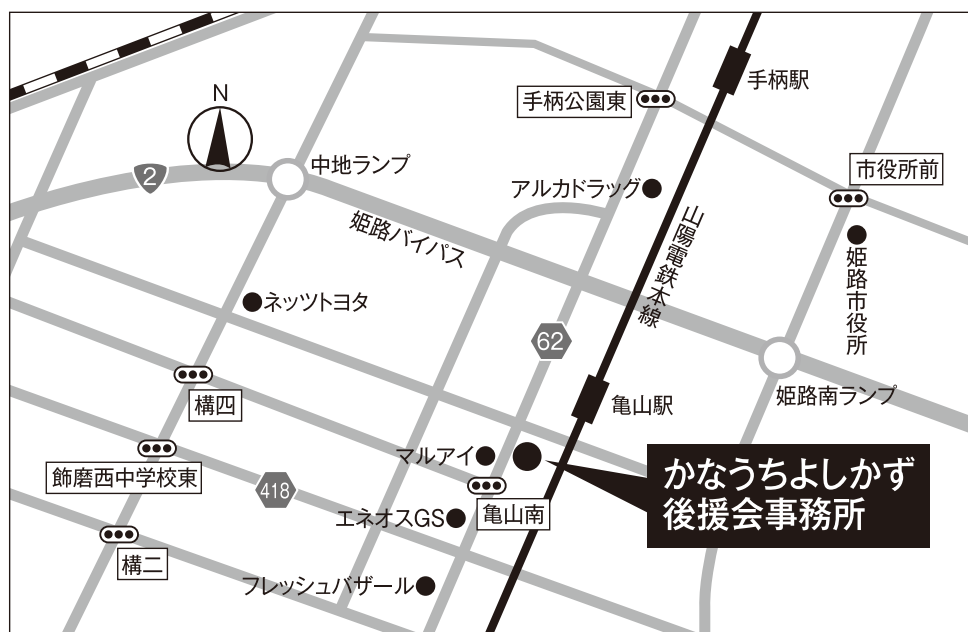 手柄駅
N
手柄公園東
中地ランプ
市役所前
2
アルカドラッグ
姫路バイパス
山陽電鉄本線
姫路市役所
ネッツトヨタ
62
構四
亀山駅
姫路南ランプ
マルアイ
かなうちよしかず
後援会事務所
飾磨西中学校東
418
亀山南
エネオスGS
構二
フレッシュバザール